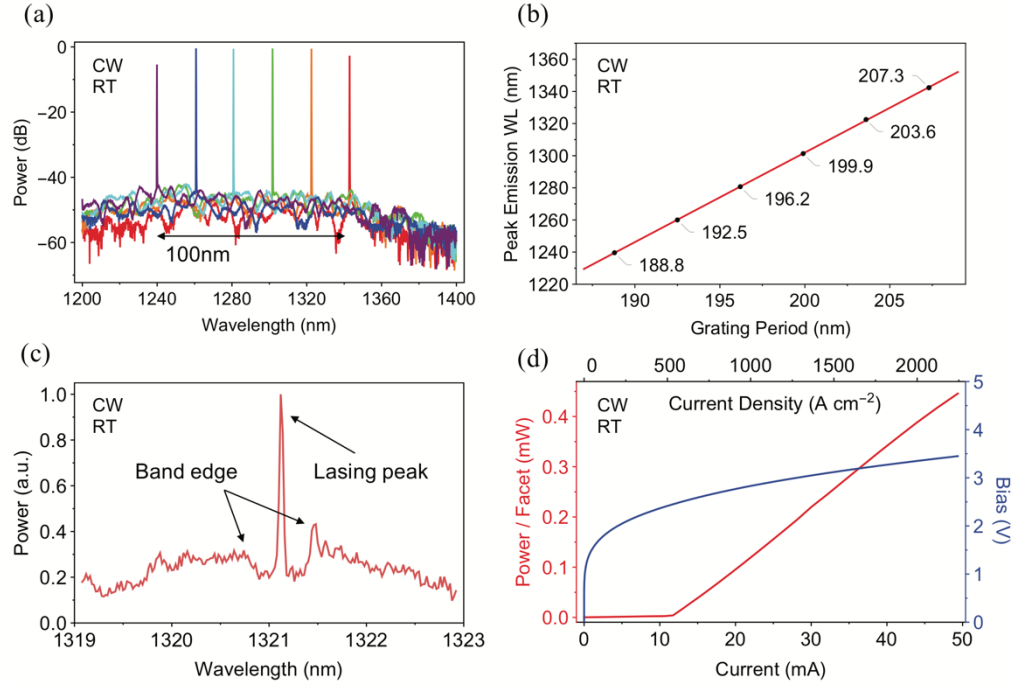 (a)
0
−20
−40
−60
Power (dB)
CW
RT
100nm
1200 1240 1280 1320 1360 1400
Wavelength (nm)
(b)
1360
1340
1320
1300
1280
1260
1240
1220
Peak Emission WL (nm)
CW
RT
207.3
203.6
199.9
196.2
192.5
188.8
190 195 200 205
Grating Period (nm)
(c)
1.0
0.8
0.6
0.4
0.2
0.0
Power (a.u.)
CW
RT
Band edge
Lasing peak
1319 1320 1321 1322 1323
Wavelength (nm)
(d)
0 500 1000 1500 2000
Current Density (A cm⁻²)
CW
RT
0.4
0.3
0.2
0.1
0.0
Power / Facet (mW)
5
4
3
2
1
0
Bias (V)
0 10 20 30 40 50
Current (mA)